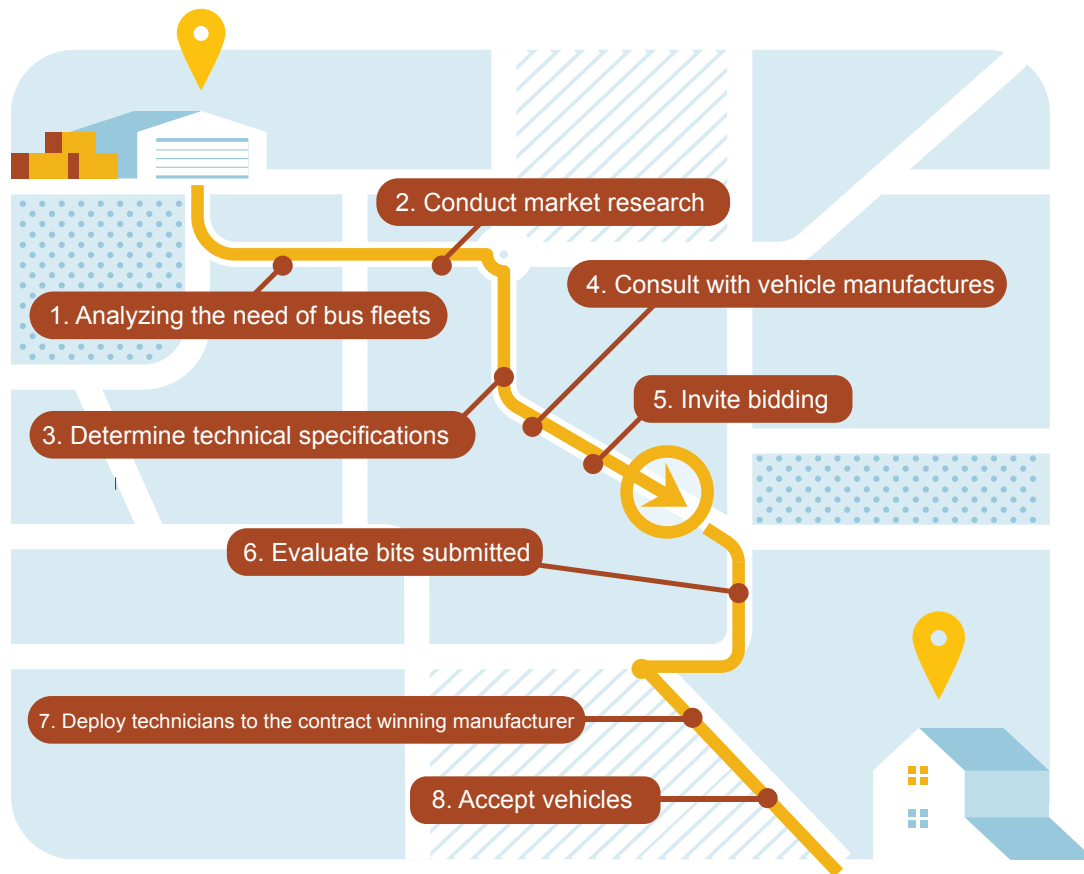 1. Analyzing the need of bus fleets
2. Conduct market research
3. Determine technical specifications
4. Consult with vehicle manufactures
5. Invite bidding
6. Evaluate bits submitted
7. Deploy technicians to the contract winning manufacturer
8. Accept vehicles